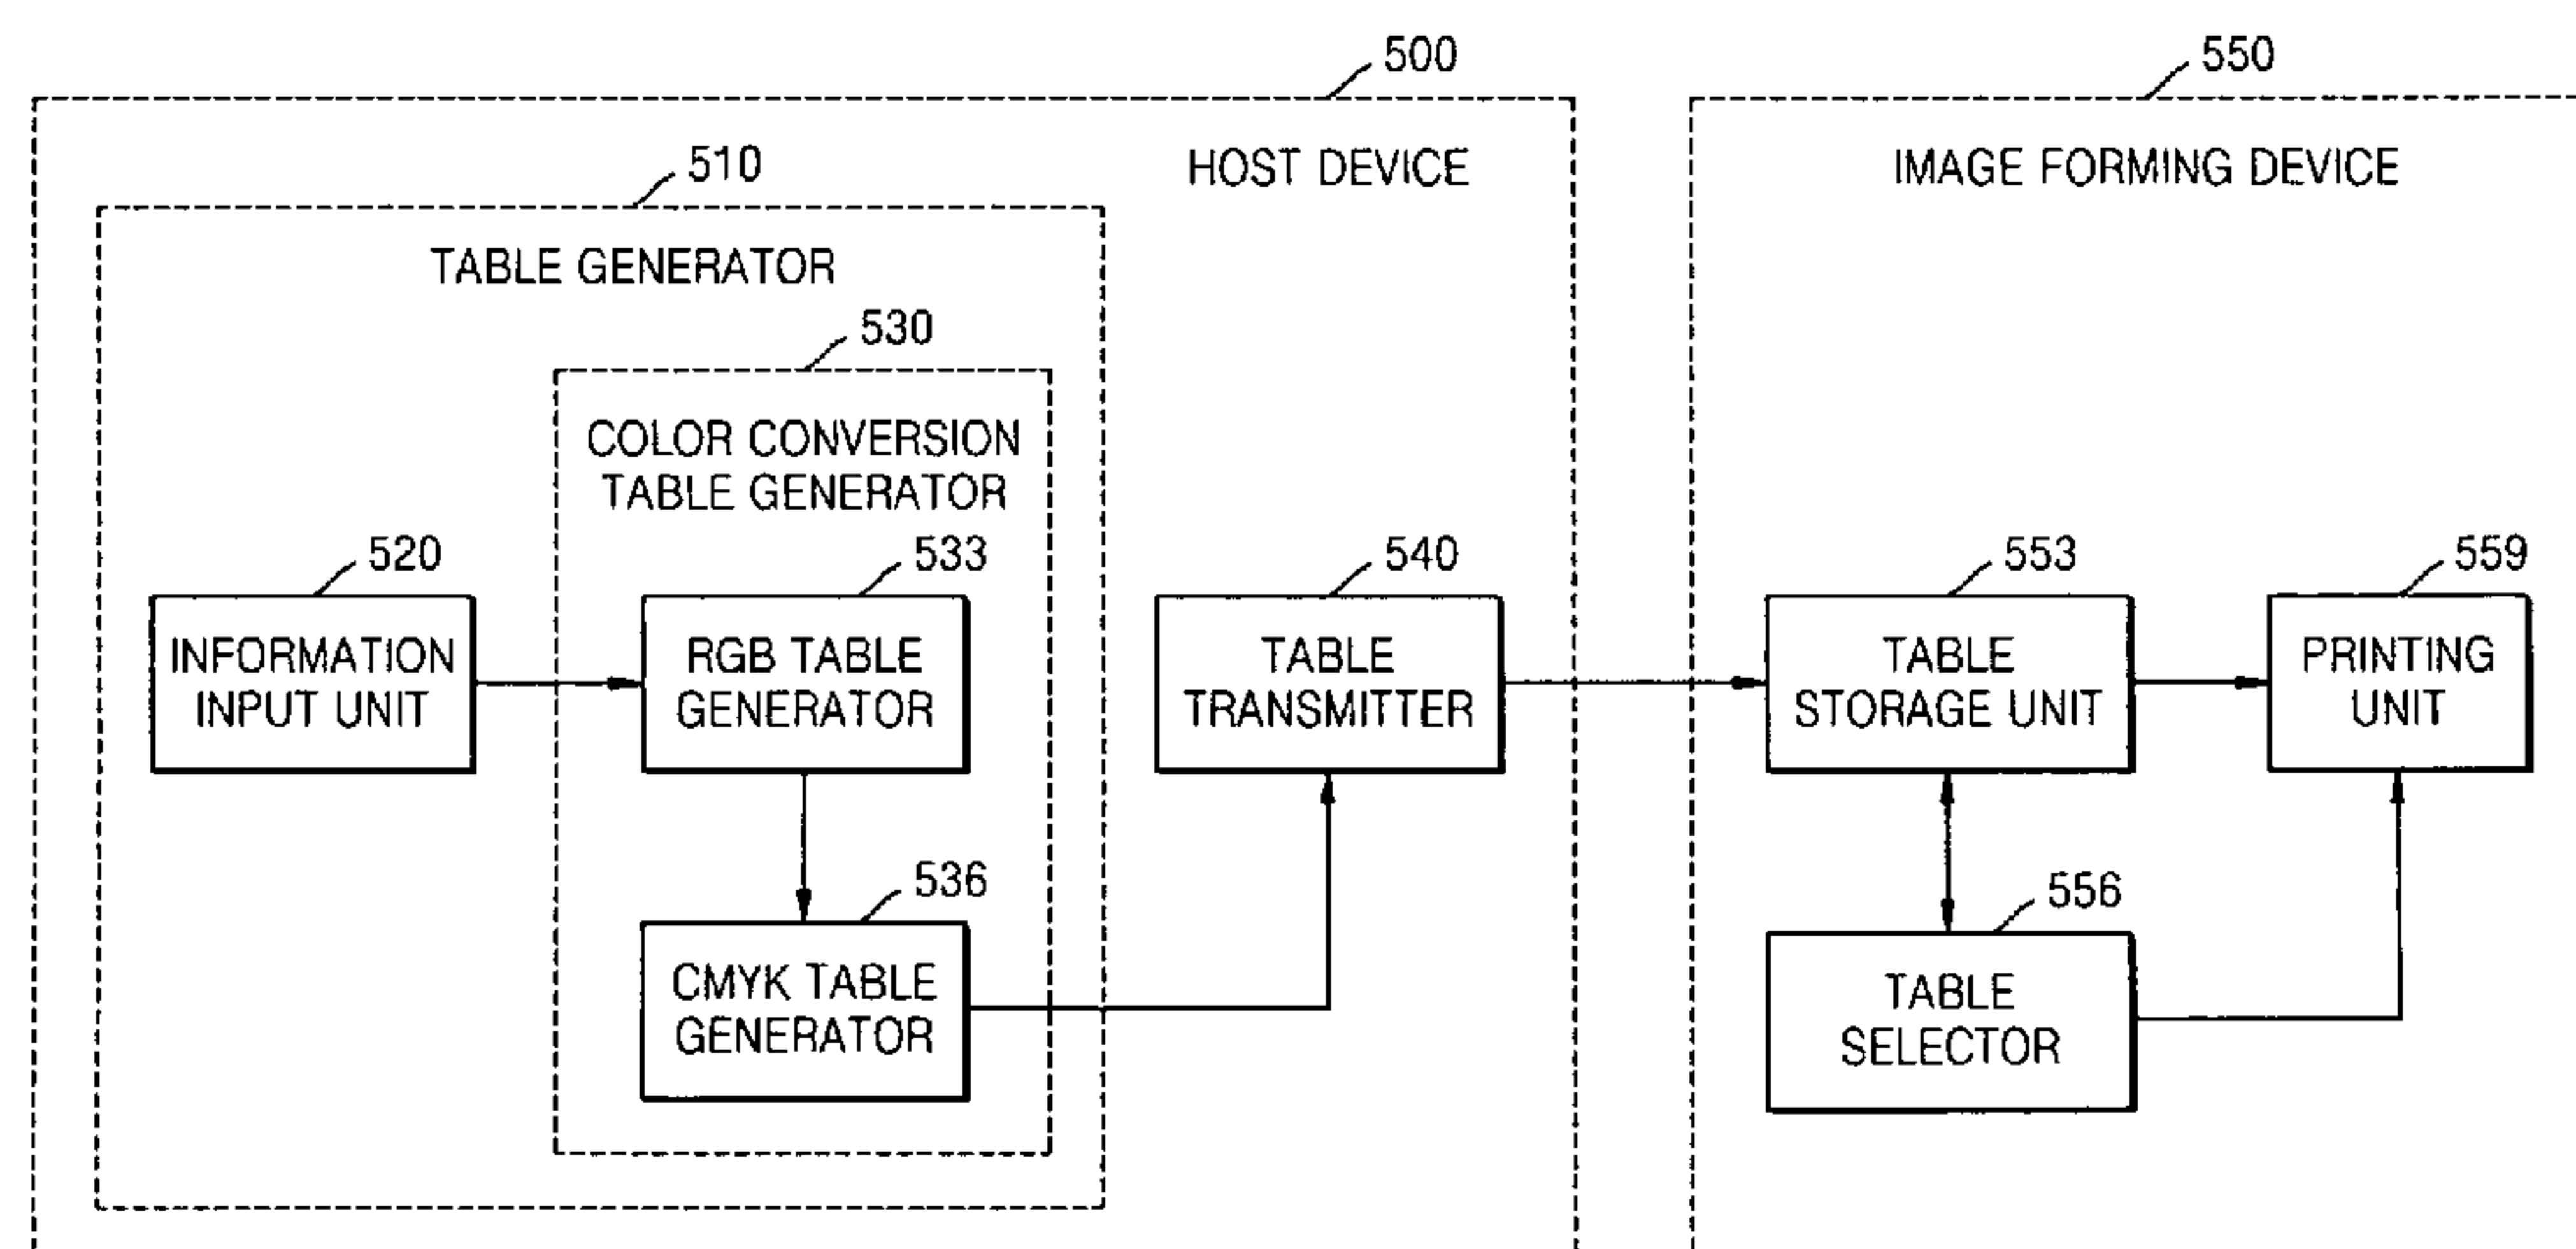 500
550
HOST DEVICE
IMAGE FORMING DEVICE
510
TABLE GENERATOR
530
COLOR CONVERSION
TABLE GENERATOR
520
INFORMATION
INPUT UNIT
533
RGB TABLE
GENERATOR
536
CMYK TABLE
GENERATOR
540
TABLE
TRANSMITTER
553
TABLE
STORAGE UNIT
559
PRINTING
UNIT
556
TABLE
SELECTOR